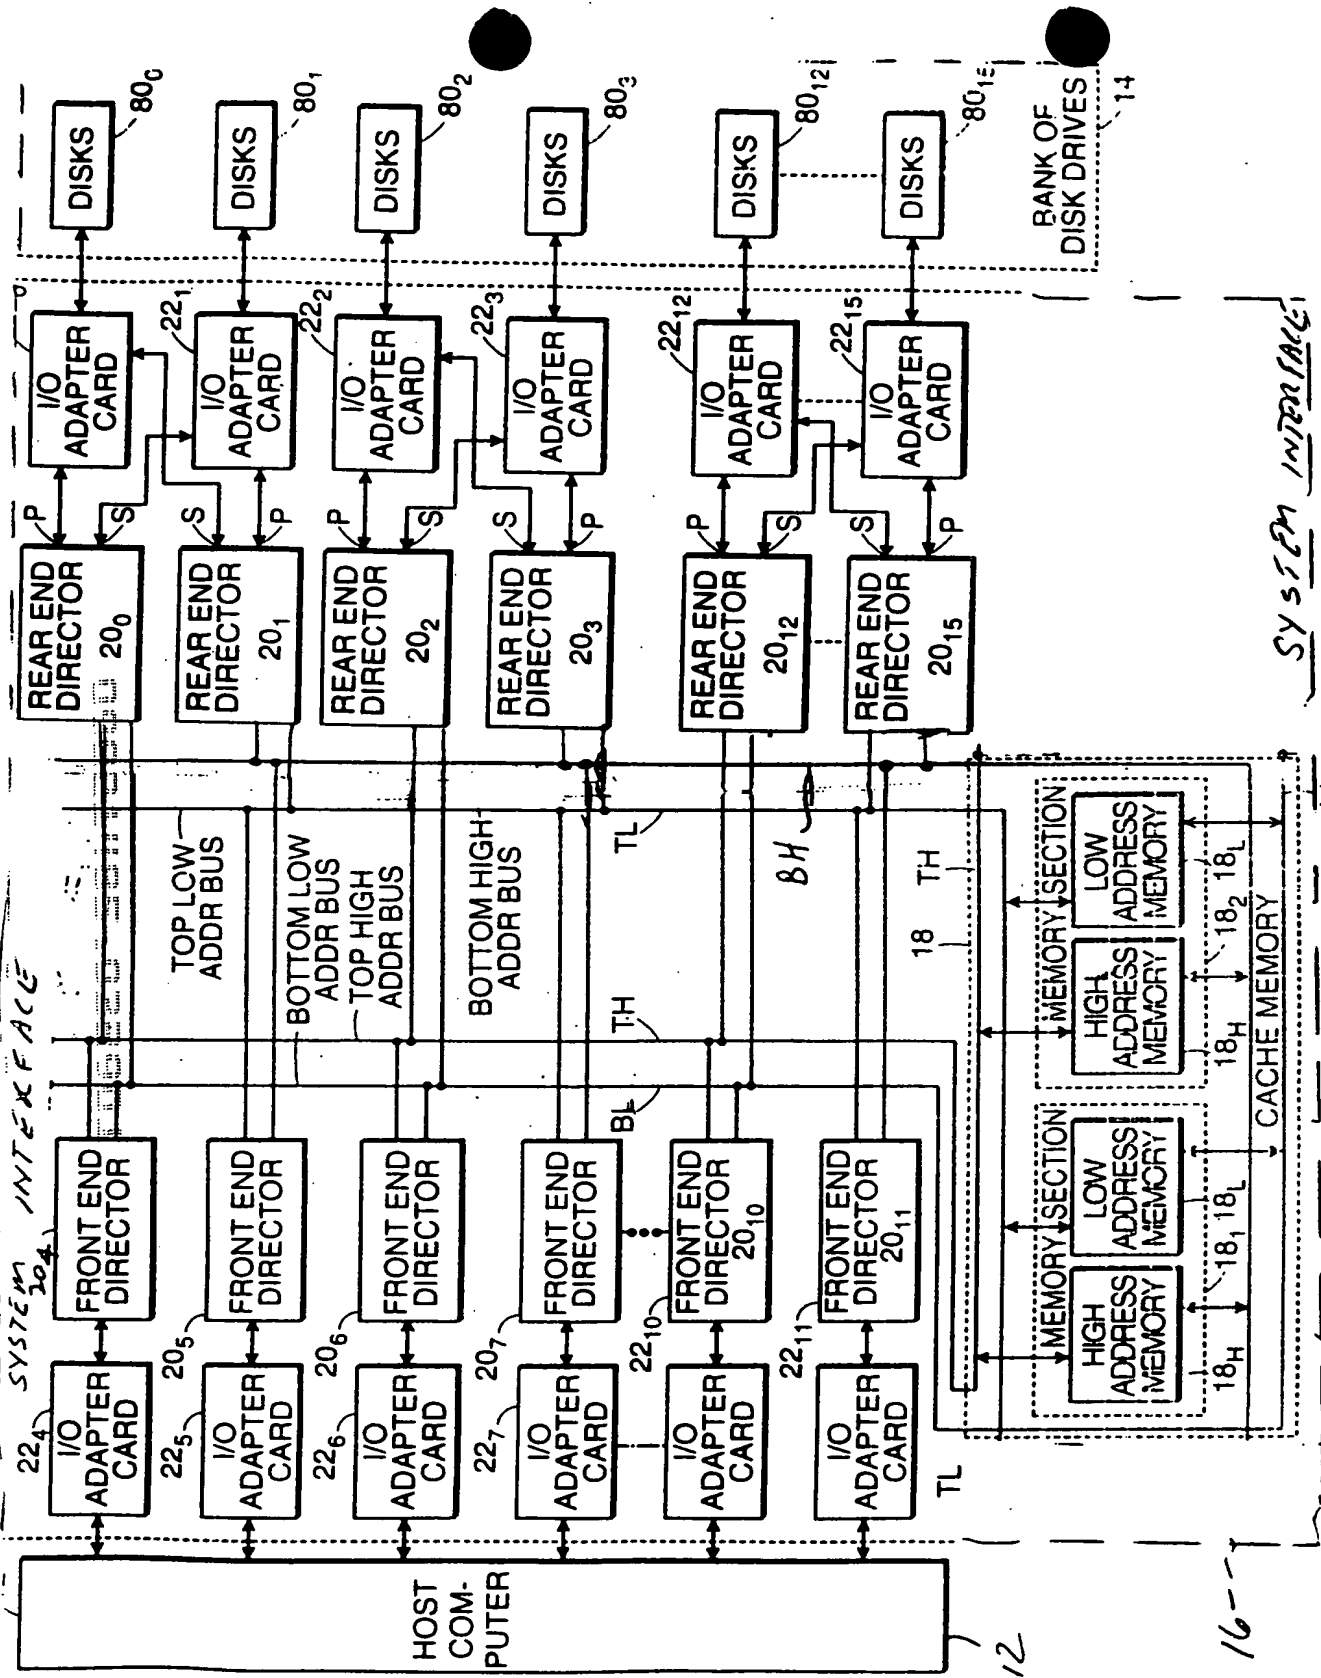 SYSTEM INTERFACE
HOST
COM-
PUTER
12
22₄
I/O
ADAPTER
CARD
20₄
FRONT END
DIRECTOR
22₅
I/O
ADAPTER
CARD
20₅
FRONT END
DIRECTOR
22₆
I/O
ADAPTER
CARD
20₆
FRONT END
DIRECTOR
22₇
I/O
ADAPTER
CARD
20₇
FRONT END
DIRECTOR
22₁₀
I/O
ADAPTER
CARD
FRONT END
DIRECTOR
20₁₀
22₁₁
I/O
ADAPTER
CARD
FRONT END
DIRECTOR
20₁₁
TOP LOW
ADDR BUS
BOTTOM LOW
ADDR BUS
TOP HIGH
ADDR BUS
BOTTOM HIGH
ADDR BUS
TH
BL
TL
BH
REAR END
DIRECTOR
20₀
P
S
I/O
ADAPTER
CARD
DISKS
80₀
REAR END
DIRECTOR
20₁
S
P
22₁
I/O
ADAPTER
CARD
DISKS
80₁
REAR END
DIRECTOR
20₂
P
S
22₂
I/O
ADAPTER
CARD
DISKS
80₂
REAR END
DIRECTOR
20₃
S
P
22₃
I/O
ADAPTER
CARD
DISKS
80₃
REAR END
DIRECTOR
20₁₂
P
S
22₁₂
I/O
ADAPTER
CARD
DISKS
80₁₂
REAR END
DIRECTOR
20₁₅
S
P
22₁₅
I/O
ADAPTER
CARD
DISKS
80₁₅
BANK OF
DISK DRIVES
14
TL
18
TH
MEMORY SECTION
HIGH
ADDRESS
MEMORY
LOW
ADDRESS
MEMORY
18H
18₁
18L
MEMORY SECTION
HIGH
ADDRESS
MEMORY
LOW
ADDRESS
MEMORY
18H
18₂
18L
CACHE MEMORY
16
SYSTEM INTERFACE